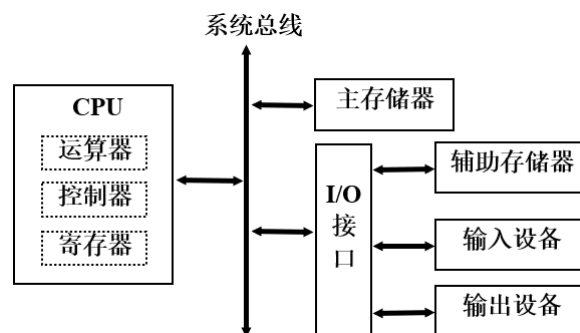 系统总线
CPU
运算器
控制器
寄存器
主存储器
I/O
接
口
辅助存储器
输入设备
输出设备